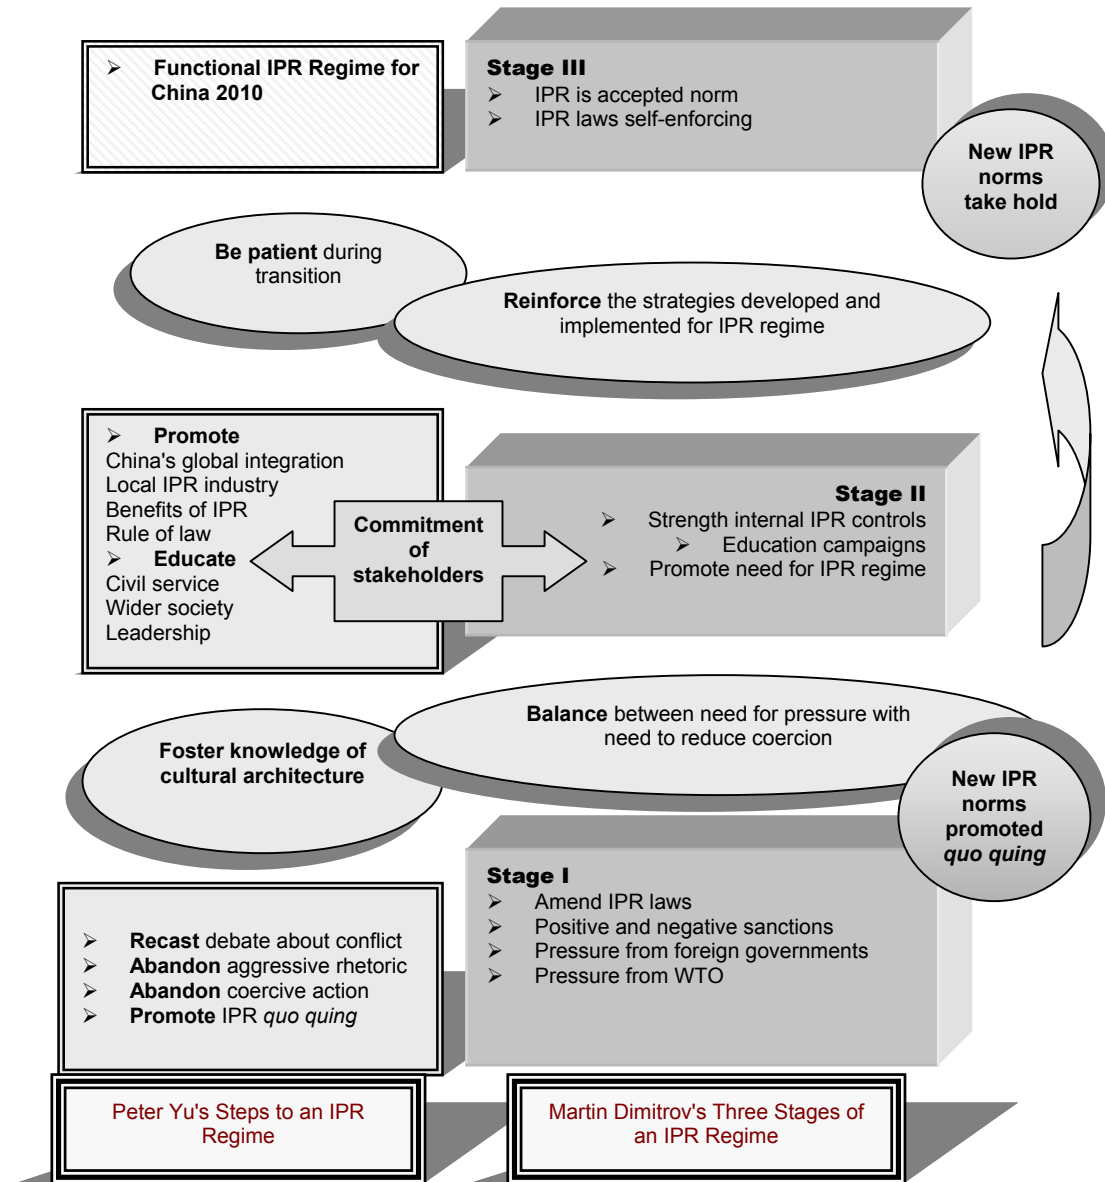 ➢ Functional IPR Regime for
China 2010
Stage III
➢ IPR is accepted norm
➢ IPR laws self-enforcing
New IPR
norms
take hold
Be patient during
transition
Reinforce the strategies developed and
implemented for IPR regime
➢ Promote
China's global integration
Local IPR industry
Benefits of IPR
Rule of law
➢ Educate
Civil service
Wider society
Leadership
Commitment
of
stakeholders
Stage II
➢ Strength internal IPR controls
➢ Education campaigns
➢ Promote need for IPR regime
Foster knowledge of
cultural architecture
Balance between need for pressure with
need to reduce coercion
New IPR
norms
promoted
quo quing
➢ Recast debate about conflict
➢ Abandon aggressive rhetoric
➢ Abandon coercive action
➢ Promote IPR quo quing
Stage I
➢ Amend IPR laws
➢ Positive and negative sanctions
➢ Pressure from foreign governments
➢ Pressure from WTO
Peter Yu's Steps to an IPR
Regime
Martin Dimitrov's Three Stages of
an IPR Regime